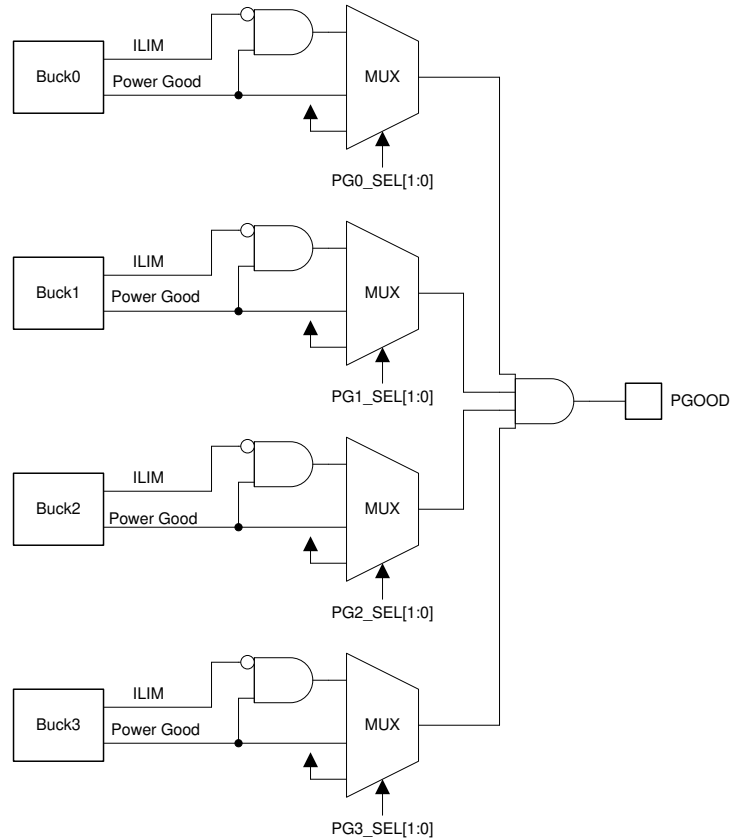 ILIM
Buck0
Power Good
MUX
PG0_SEL[1:0]
ILIM
Buck1
Power Good
MUX
PG1_SEL[1:0]
PGOOD
ILIM
Buck2
Power Good
MUX
PG2_SEL[1:0]
ILIM
Buck3
Power Good
MUX
PG3_SEL[1:0]